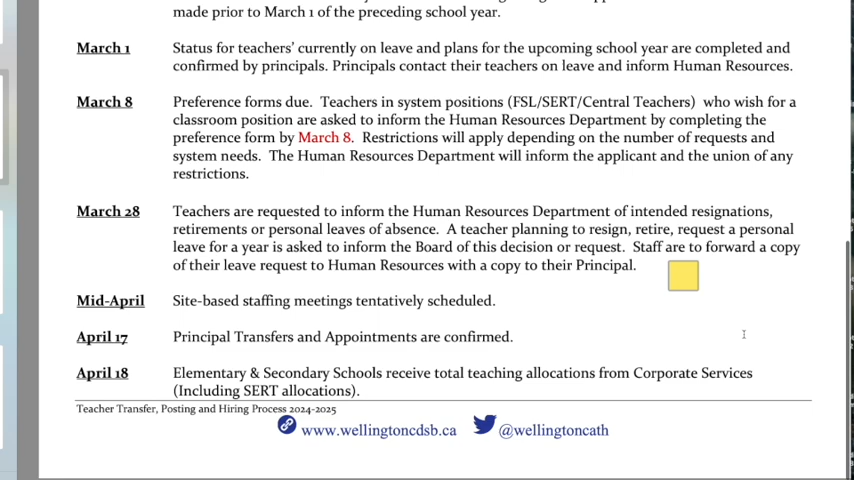 made prior to March 1 of the preceding school year.
March 1 Status for teachers' currently on leave and plans for the upcoming school year are completed and
confirmed by principals. Principals contact their teachers on leave and inform Human Resources.
March 8 Preference forms due. Teachers in system positions (FSL/SERT/Central Teachers) who wish for a
classroom position are asked to inform the Human Resources Department by completing the
preference form by March 8. Restrictions will apply depending on the number of requests and
system needs. The Human Resources Department will inform the applicant and the union of any
restrictions.
March 28 Teachers are requested to inform the Human Resources Department of intended resignations,
retirements or personal leaves of absence. A teacher planning to resign, retire, request a personal
leave for a year is asked to inform the Board of this decision or request. Staff are to forward a copy
of their leave request to Human Resources with a copy to their Principal.
Mid-April Site-based staffing meetings tentatively scheduled.
April 17 Principal Transfers and Appointments are confirmed.
April 18 Elementary & Secondary Schools receive total teaching allocations from Corporate Services
(Including SERT allocations).
Teacher Transfer, Posting and Hiring Process 2024-2025
www.wellingtoncdsb.ca @wellingtoncath